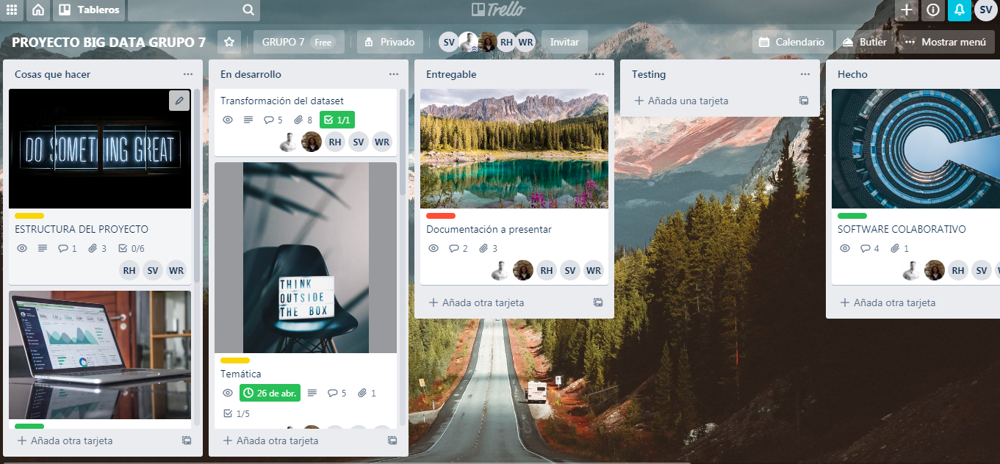 Tableros
Trello
SV
PROYECTO BIG DATA GRUPO 7
GRUPO 7 Free
Privado
SV RH WR
Invitar
Calendario
Butler
Mostrar menú
Cosas que hacer
DO SOMETHING GREAT
ESTRUCTURA DEL PROYECTO
1 3 0/6
RH SV WR
+ Añada otra tarjeta
En desarrollo
Transformación del dataset
5 8 1/1
RH SV WR
THINK
OUTSIDE
THE BOX
Temática
26 de abr. 5 1
1/5
+ Añada otra tarjeta
Entregable
Documentación a presentar
2 3
RH SV WR
+ Añada otra tarjeta
Testing
+ Añada una tarjeta
Hecho
SOFTWARE COLABORATIVO
4 1
RH SV
+ Añada otra tarjeta